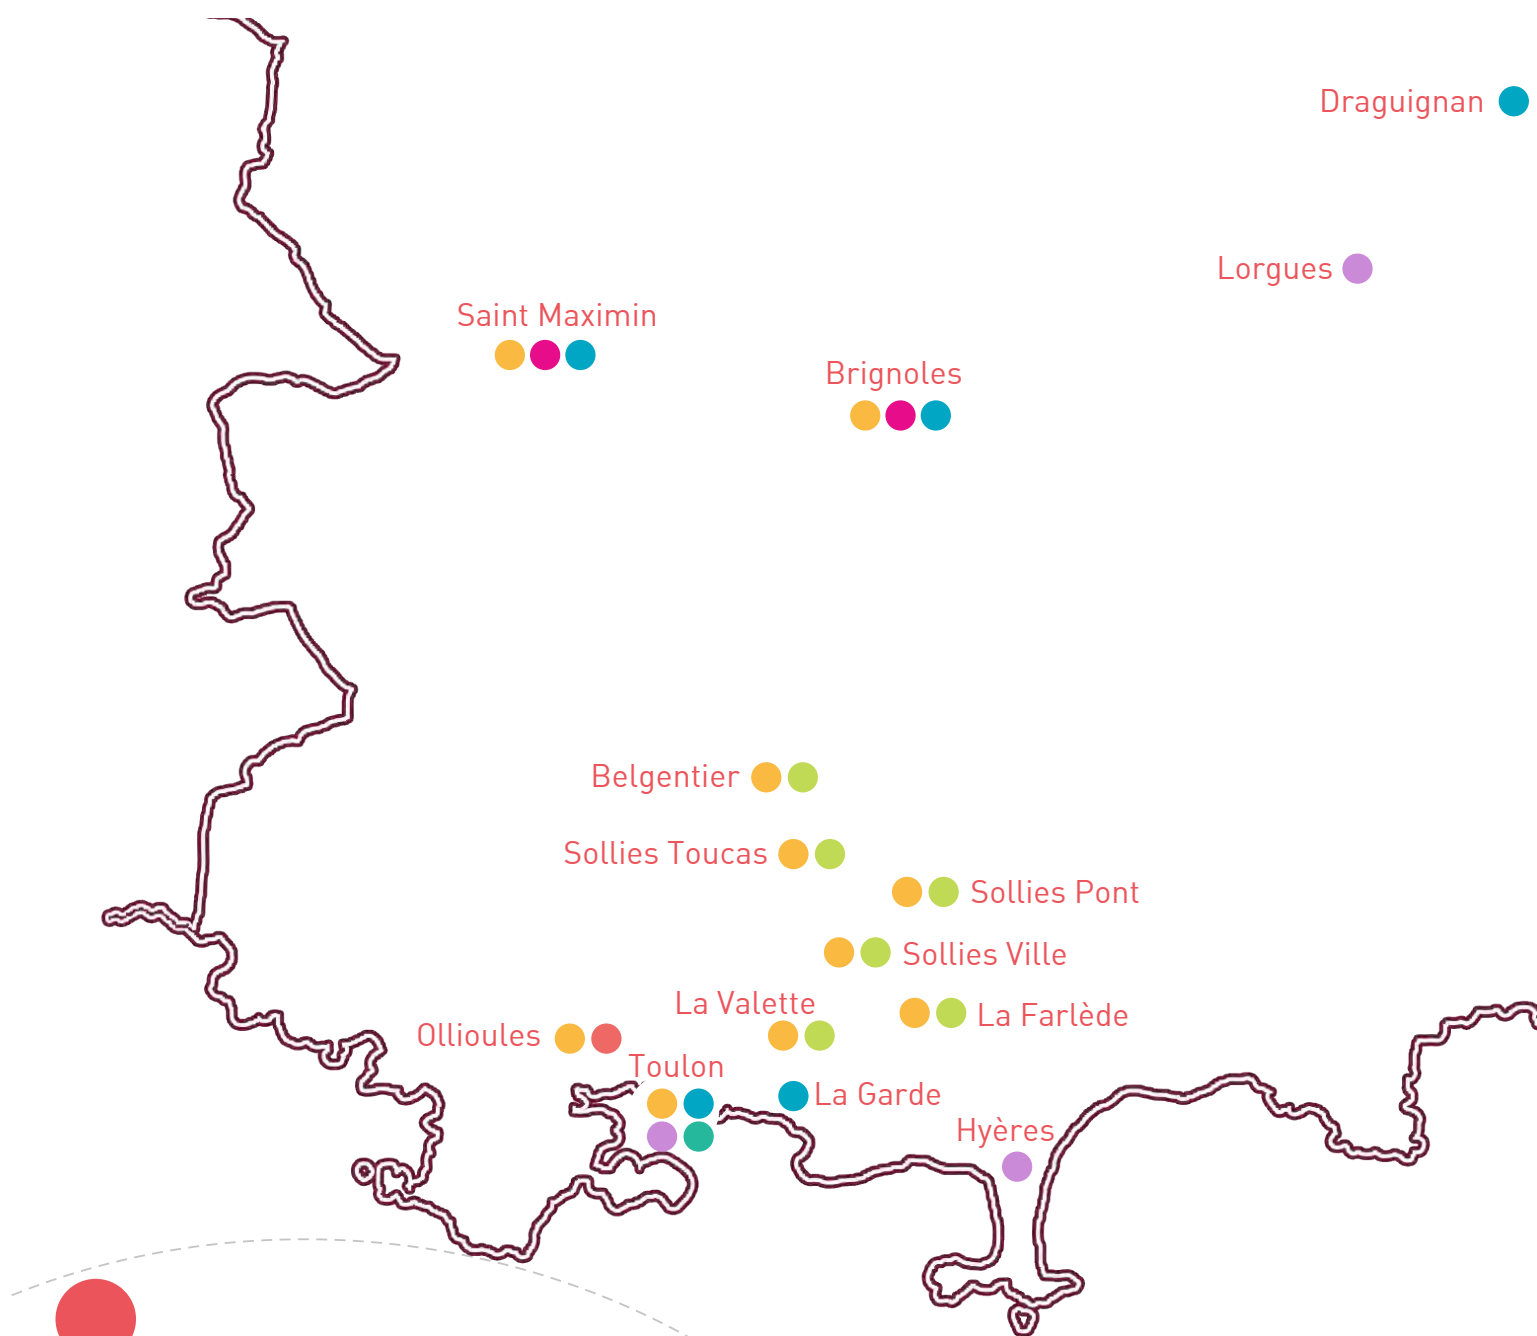 Draguignan
Lorgues
Saint Maximin
Brignoles
Belgentier
Sollies Toucas
Sollies Pont
Sollies Ville
La Valette
La Farlède
Ollioules
Toulon
La Garde
Hyères